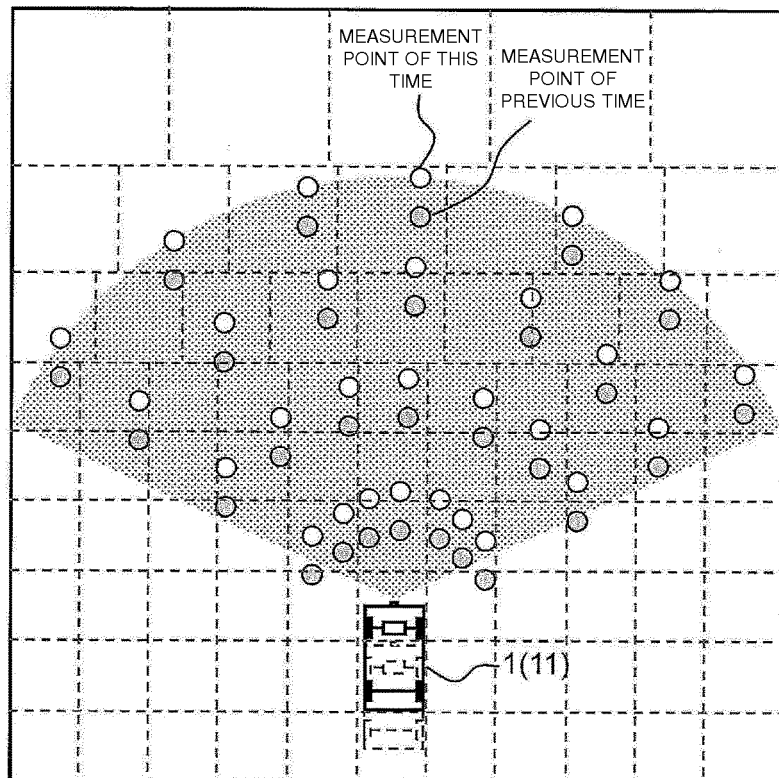 MEASUREMENT
POINT OF THIS
TIME
MEASUREMENT
POINT OF
PREVIOUS TIME
1(11)